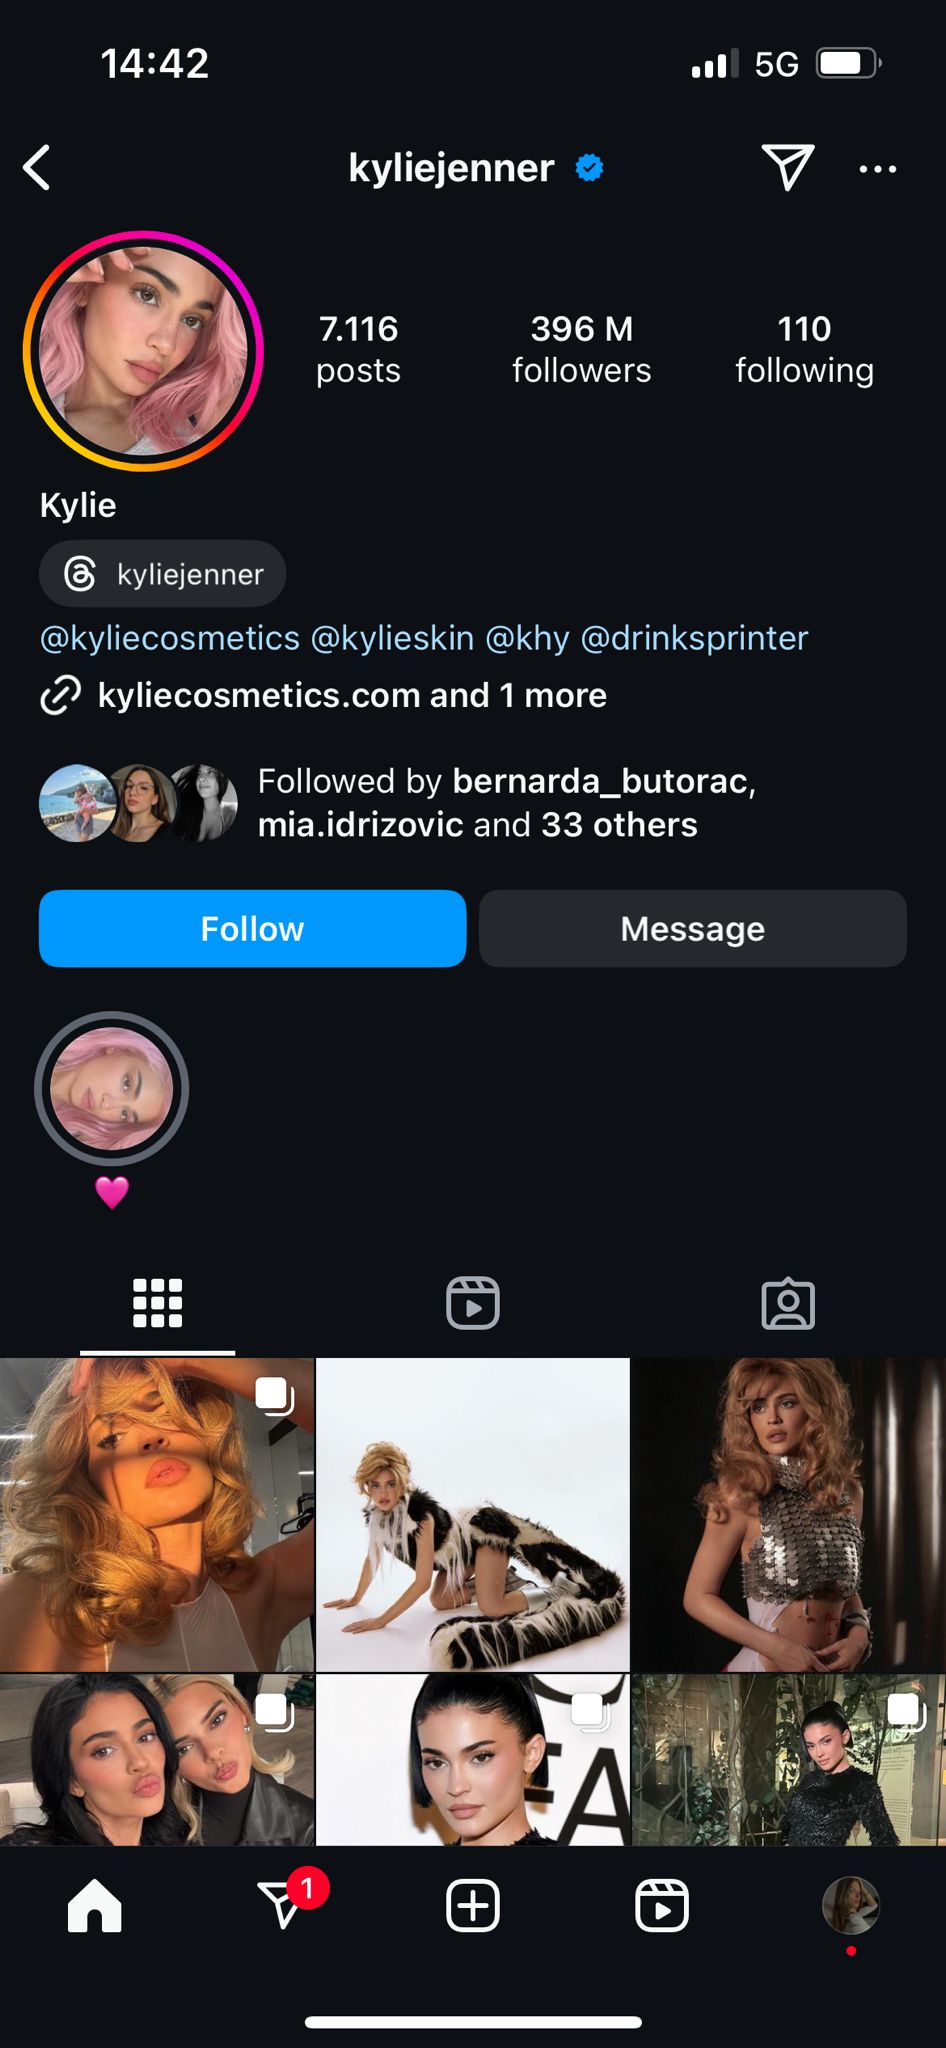 14:42
5G
kyliejenner
7.116
posts
396 M
followers
110
following
Kylie
kyliejenner
@kyliecosmetics @kylieskin @khy @drinksprinter
kyliecosmetics.com and 1 more
Followed by bernarda_butorac,
mia.idrizovic and 33 others
Follow
Message
1